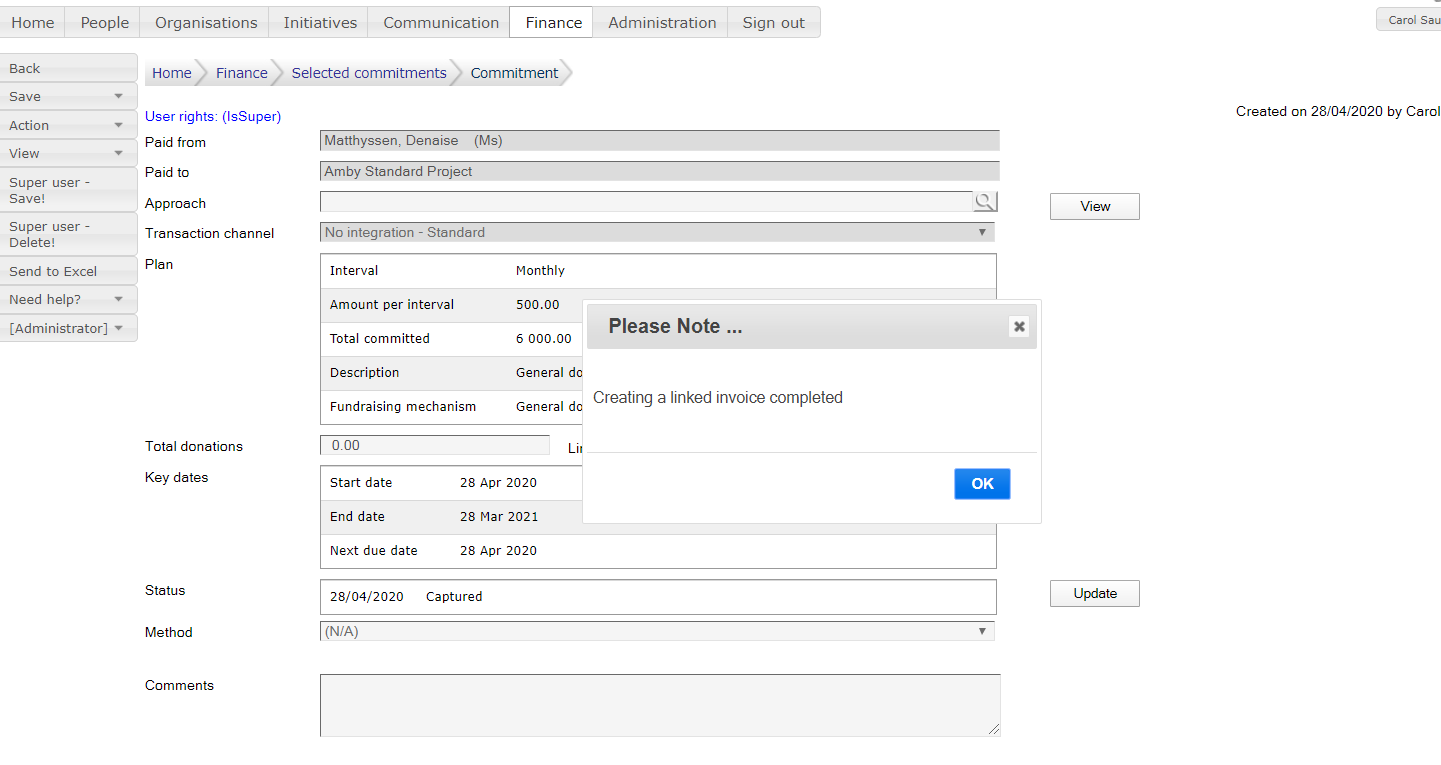 Home People Organisations Initiatives Communication Finance Administration Sign out
Carol Sau
Back
Save
Action
View
Super user -
Save!
Super user -
Delete!
Send to Excel
Need help?
[Administrator]
Home Finance Selected commitments Commitment
User rights: (IsSuper)
Created on 28/04/2020 by Carol
Paid from Matthyssen, Denaise (Ms)
Paid to Amby Standard Project
Approach View
Transaction channel No integration - Standard
Plan
Interval Monthly
Amount per interval 500.00
Total committed 6 000.00
Description General do
Fundraising mechanism General do
Please Note ...
Creating a linked invoice completed
OK
Total donations 0.00 Li
Key dates
Start date 28 Apr 2020
End date 28 Mar 2021
Next due date 28 Apr 2020
Status 28/04/2020 Captured Update
Method (N/A)
Comments